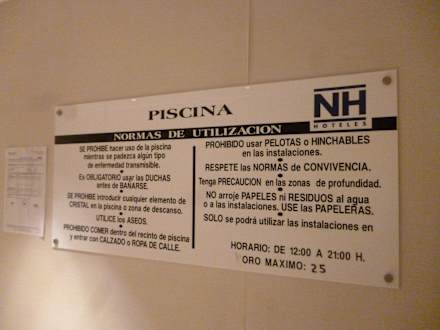 PISCINA
NH
HOTELES
NORMAS DE UTILIZACION
SE PROHIBE hacer uso de la piscina
mientras se padezca algún tipo
de enfermedad transmisible.
Es OBLIGATORIO usar las DUCHAS
antes de BANARSE.
SE PROHIBE introducir cualquier elemento de
CRISTAL en la piscina o zona de descanso.
UTILICE los ASEOS.
PROHIBIDO COMER dentro del recinto de piscina
y entrar con CALZADO o ROPA DE CALLE.
PROHIBIDO usar PELOTAS o HINCHABLES
en las instalaciones.
RESPETE las NORMAS de CONVIVENCIA.
Tenga PRECAUCION en las zonas de profundidad.
NO arroje PAPELES ni RESIDUOS al agua
o a las instalaciones. USE las PAPELERAS.
SOLO se podrá utilizar las instalaciones en
HORARIO: DE 12:00 A 21:00 H.
FORO MAXIMO: 25